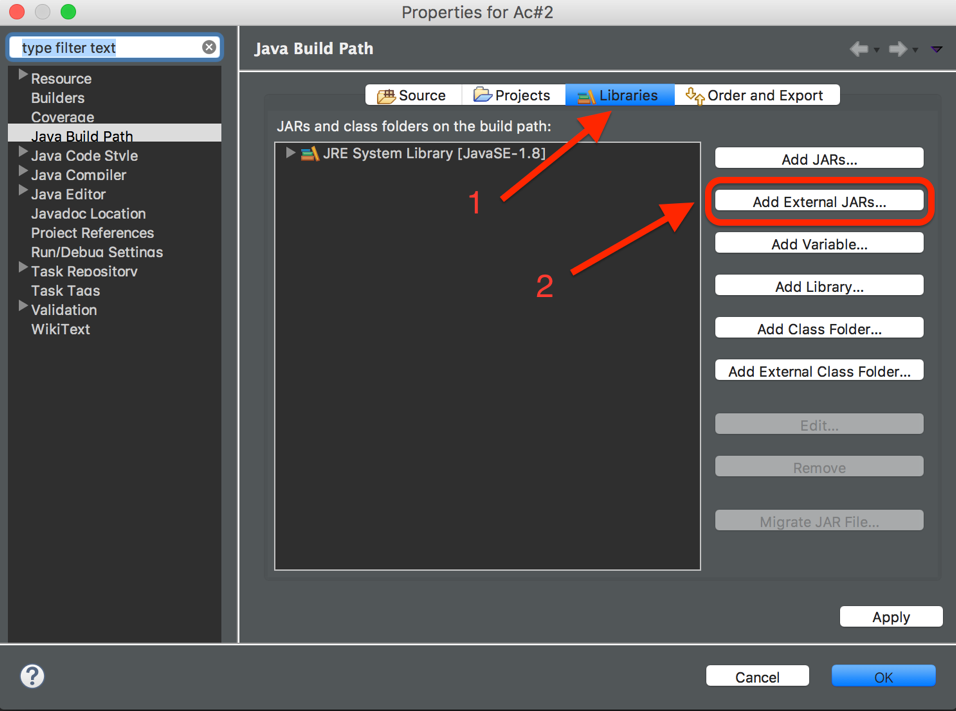 Properties for Ac#2
type filter text
Resource
Builders
Coverage
Java Build Path
Java Code Style
Java Compiler
Java Editor
Javadoc Location
Project References
Run/Debug Settings
Task Repository
Task Tags
Validation
WikiText
Java Build Path
Source Projects Libraries Order and Export
JARs and class folders on the build path:
JRE System Library [JavaSE-1.8]
1
2
Add JARs...
Add External JARs...
Add Variable...
Add Library...
Add Class Folder...
Add External Class Folder...
Edit...
Remove
Migrate JAR File...
Apply
?
Cancel OK